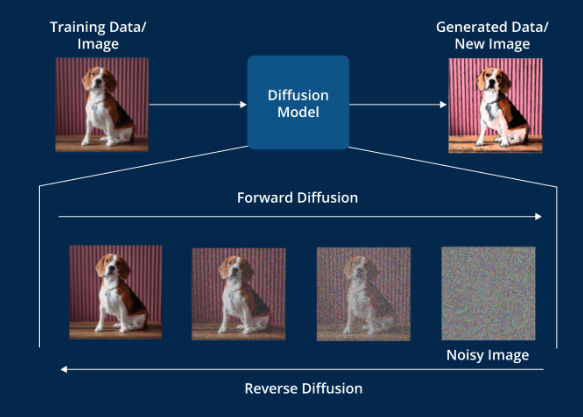 Training Data/
Image
Generated Data/
New Image
Diffusion
Model
Forward Diffusion
Noisy Image
Reverse Diffusion